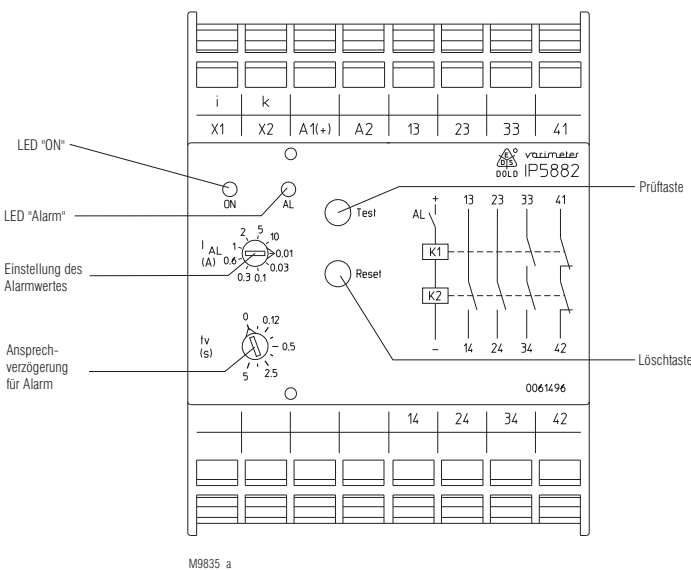 i k
X1 X2 A1(+) A2 13 23 33 41
LED "ON"
LED "Alarm"
Einstellung des
Alarmwertes
Ansprech-
verzögerung
für Alarm
ON AL
Test
Reset
I AL (A)
0.01 0.03 0.1 0.3 0.6 1 2 5 10
tv (s)
0 0.12 0.5 2.5 5
E
D S
DOLD
varimeter
IP5882
Prüftaste
Löschtaste
+ 13 23 33 41
AL
K1
K2
– 14 24 34 42
0061496
14 24 34 42
M9835 a